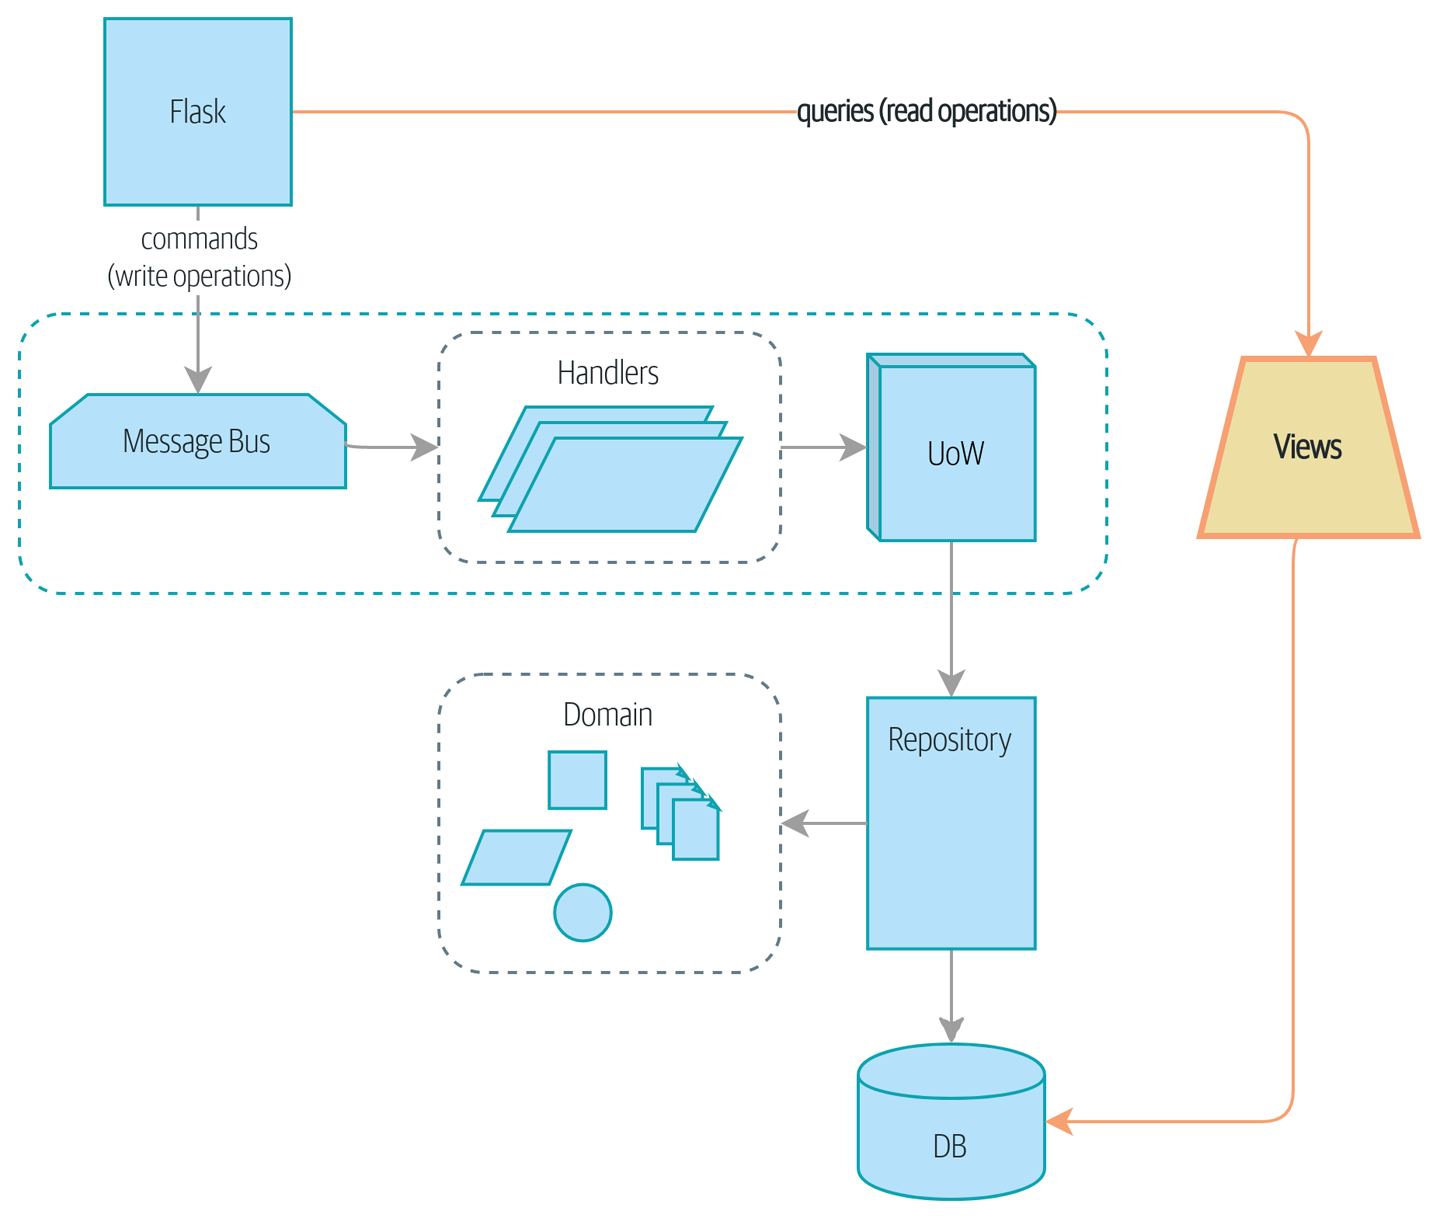 Flask
queries (read operations)
commands
(write operations)
Handlers
Message Bus
UoW
Views
Domain
Repository
DB